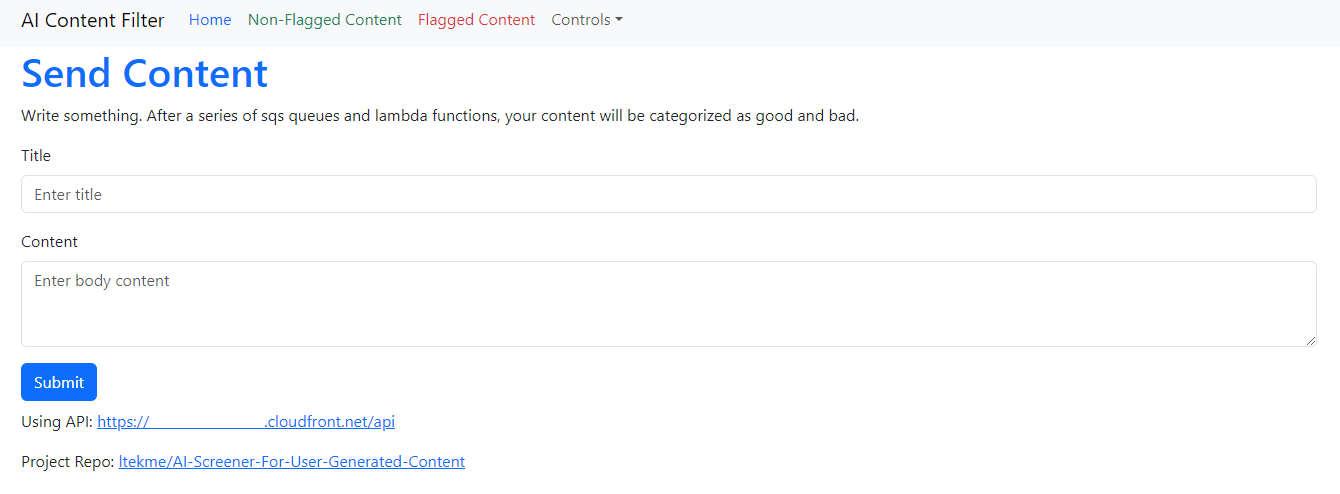 AI Content Filter Home Non-Flagged Content Flagged Content Controls
Send Content
Write something. After a series of sqs queues and lambda functions, your content will be categorized as good and bad.
Title
Enter title
Content
Enter body content
Submit
Using API: https:// .cloudfront.net/api
Project Repo: ltekme/AI-Screener-For-User-Generated-Content